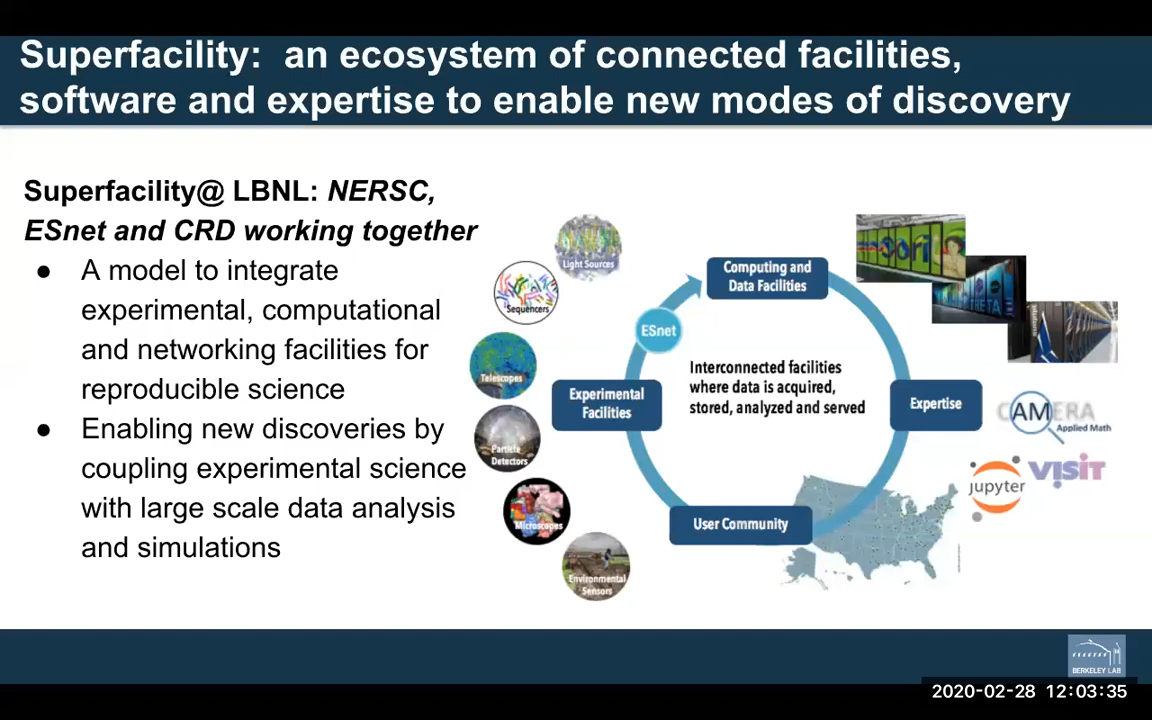 Superfacility: an ecosystem of connected facilities,
software and expertise to enable new modes of discovery
Superfacility@ LBNL: NERSC,
ESnet and CRD working together
● A model to integrate
experimental, computational
and networking facilities for
reproducible science
● Enabling new discoveries by
coupling experimental science
with large scale data analysis
and simulations
Light Sources
Sequencers
Telescopes
Particle
Detectors
Microscopes
Environmental
Sensors
Experimental
Facilities
ESnet
Computing and
Data Facilities
Interconnected facilities
where data is acquired,
stored, analyzed and served
Expertise
User Community
CAMERA
Applied Math
jupyter
VISIT
BERKELEY LAB
2020-02-28 12:03:35